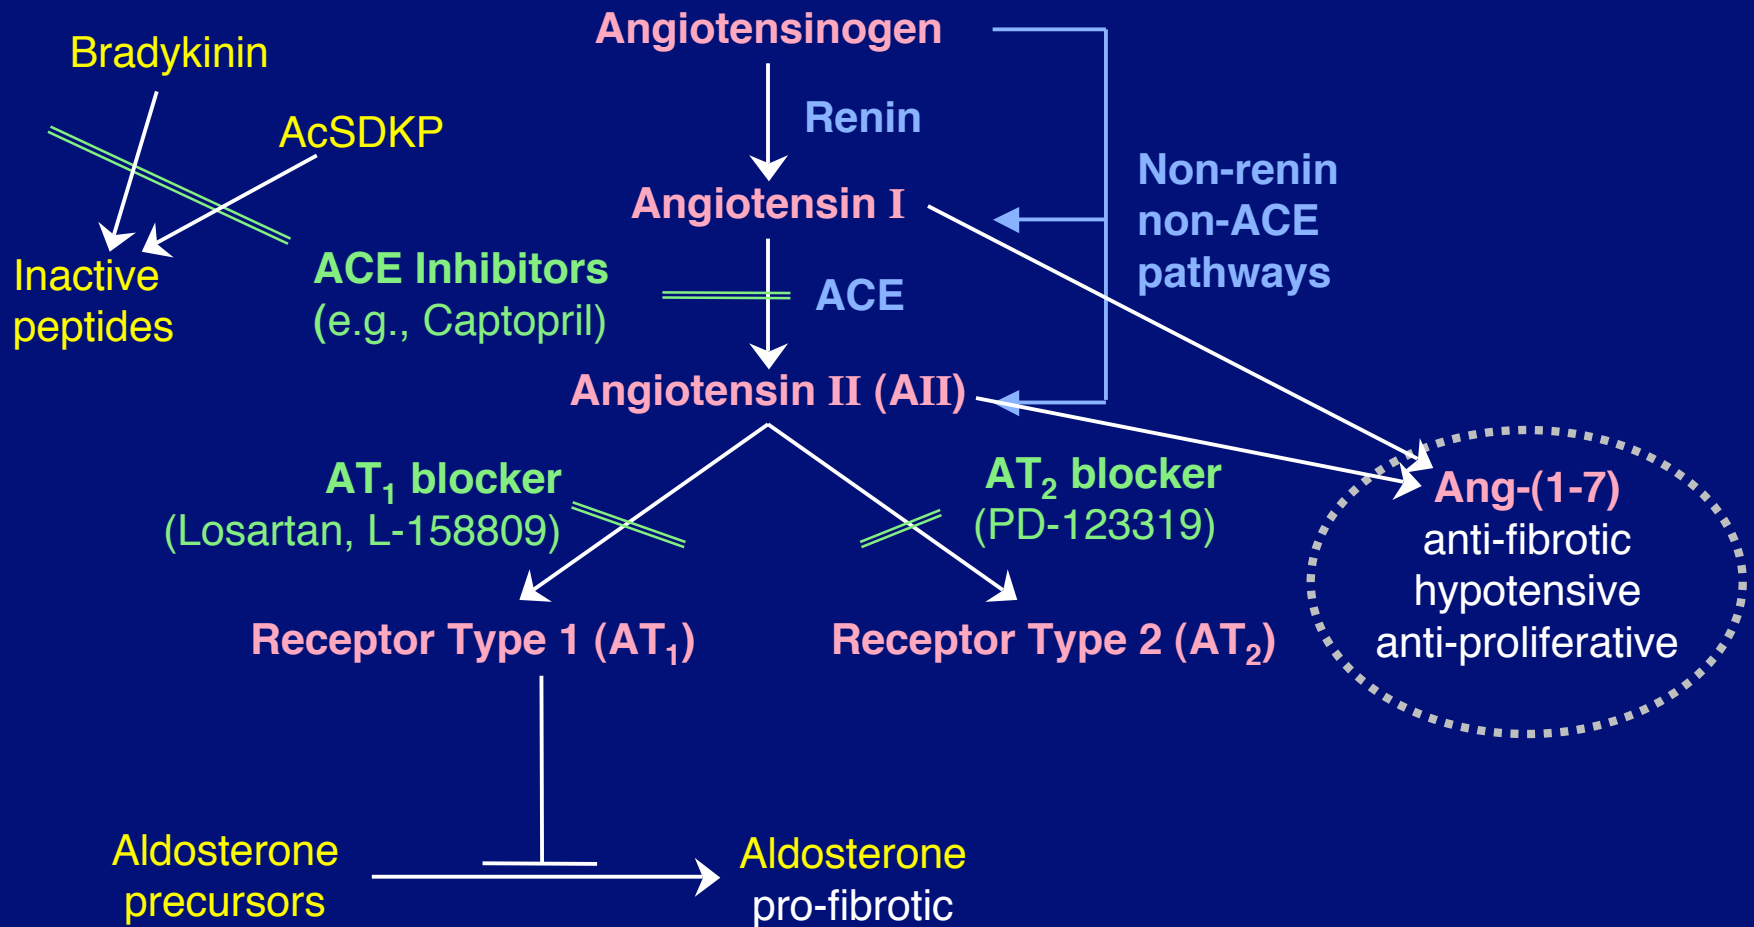 Angiotensinogen
Bradykinin
AcSDKP
Renin
Non-renin
non-ACE
pathways
Angiotensin I
Inactive
peptides
ACE Inhibitors
(e.g., Captopril)
ACE
Angiotensin II (AII)
AT₁ blocker
(Losartan, L-158809)
AT₂ blocker
(PD-123319)
Ang-(1-7)
anti-fibrotic
hypotensive
anti-proliferative
Receptor Type 1 (AT₁)
Receptor Type 2 (AT₂)
Aldosterone
precursors
Aldosterone
pro-fibrotic